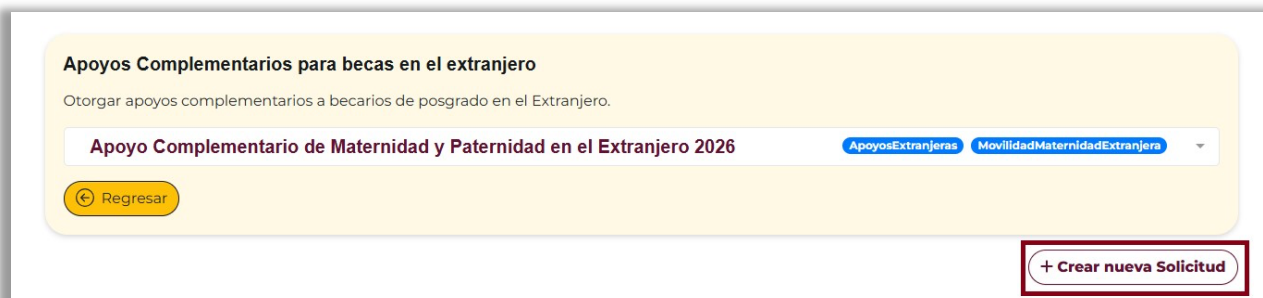 Apoyos Complementarios para becas en el extranjero
Otorgar apoyos complementarios a becarios de posgrado en el Extranjero.
Apoyo Complementario de Maternidad y Paternidad en el Extranjero 2026 ApoyosExtranjeras MovilidadMaternidadExtranjera
Regresar
+ Crear nueva Solicitud